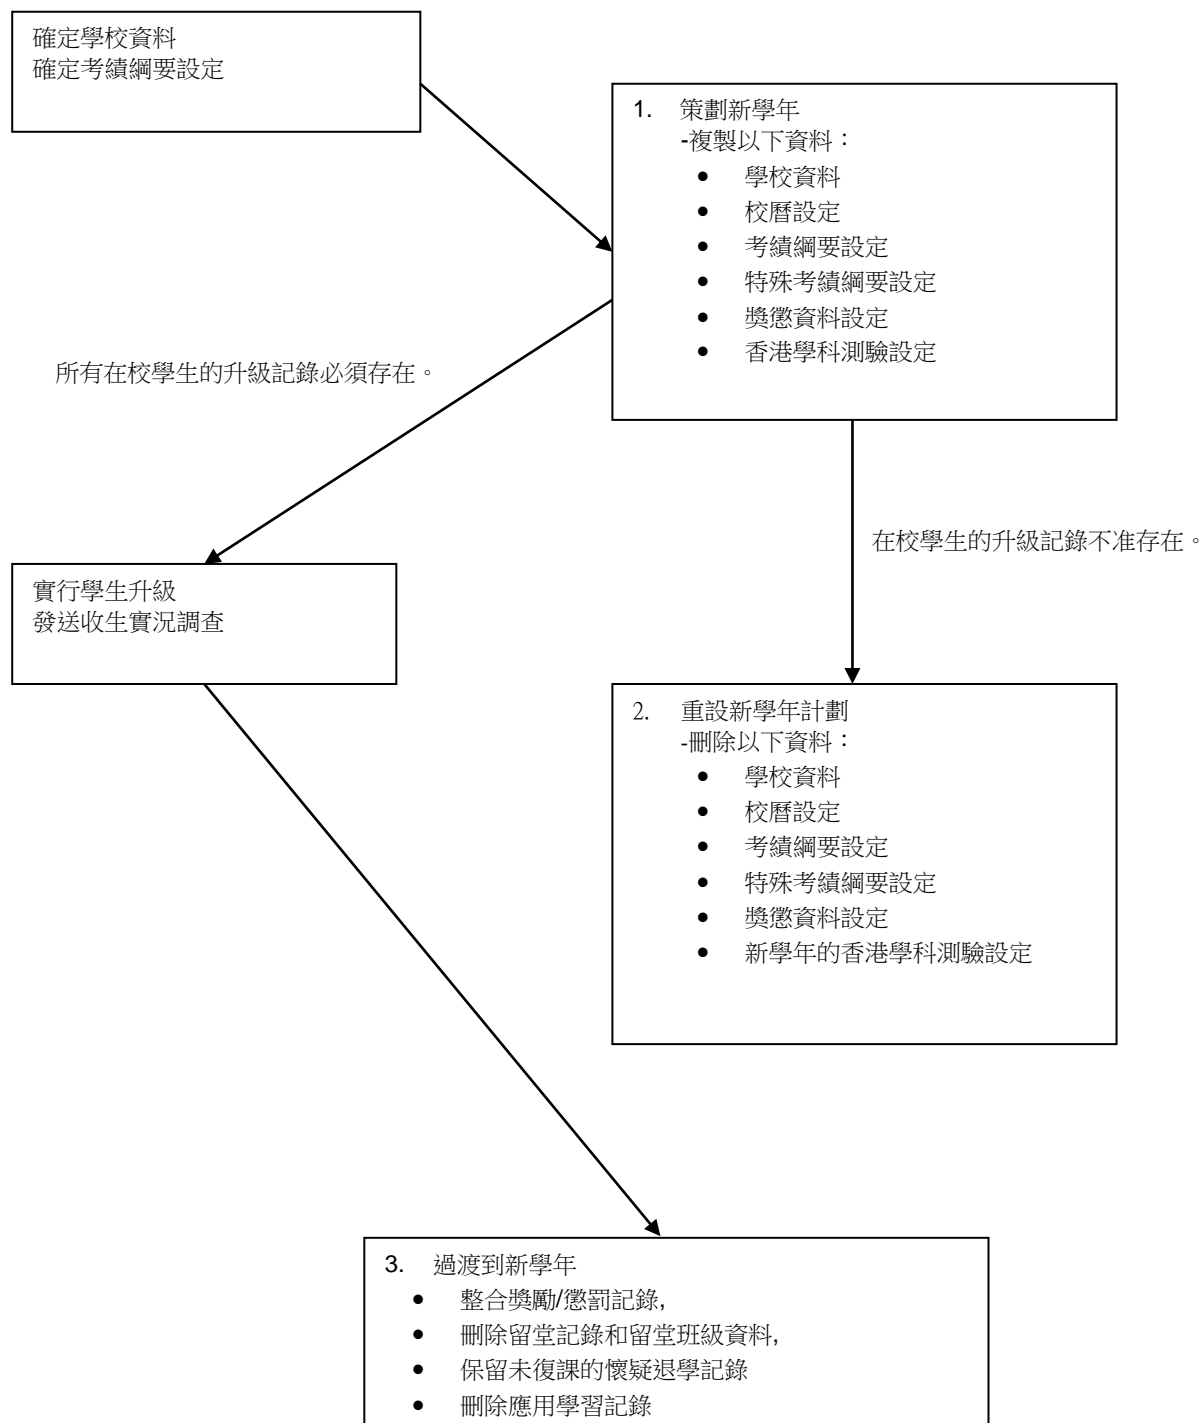 確定學校資料
確定考績綱要設定
1. 策劃新學年
-複製以下資料：
• 學校資料
• 校曆設定
• 考績綱要設定
• 特殊考績綱要設定
• 獎懲資料設定
• 香港學科測驗設定
所有在校學生的升級記錄必須存在。
在校學生的升級記錄不准存在。
實行學生升級
發送收生實況調查
2. 重設新學年計劃
-刪除以下資料：
• 學校資料
• 校曆設定
• 考績綱要設定
• 特殊考績綱要設定
• 獎懲資料設定
• 新學年的香港學科測驗設定
3. 過渡到新學年
• 整合獎勵/懲罰記錄,
• 刪除留堂記錄和留堂班級資料,
• 保留未復課的懷疑退學記錄
• 刪除應用學習記錄